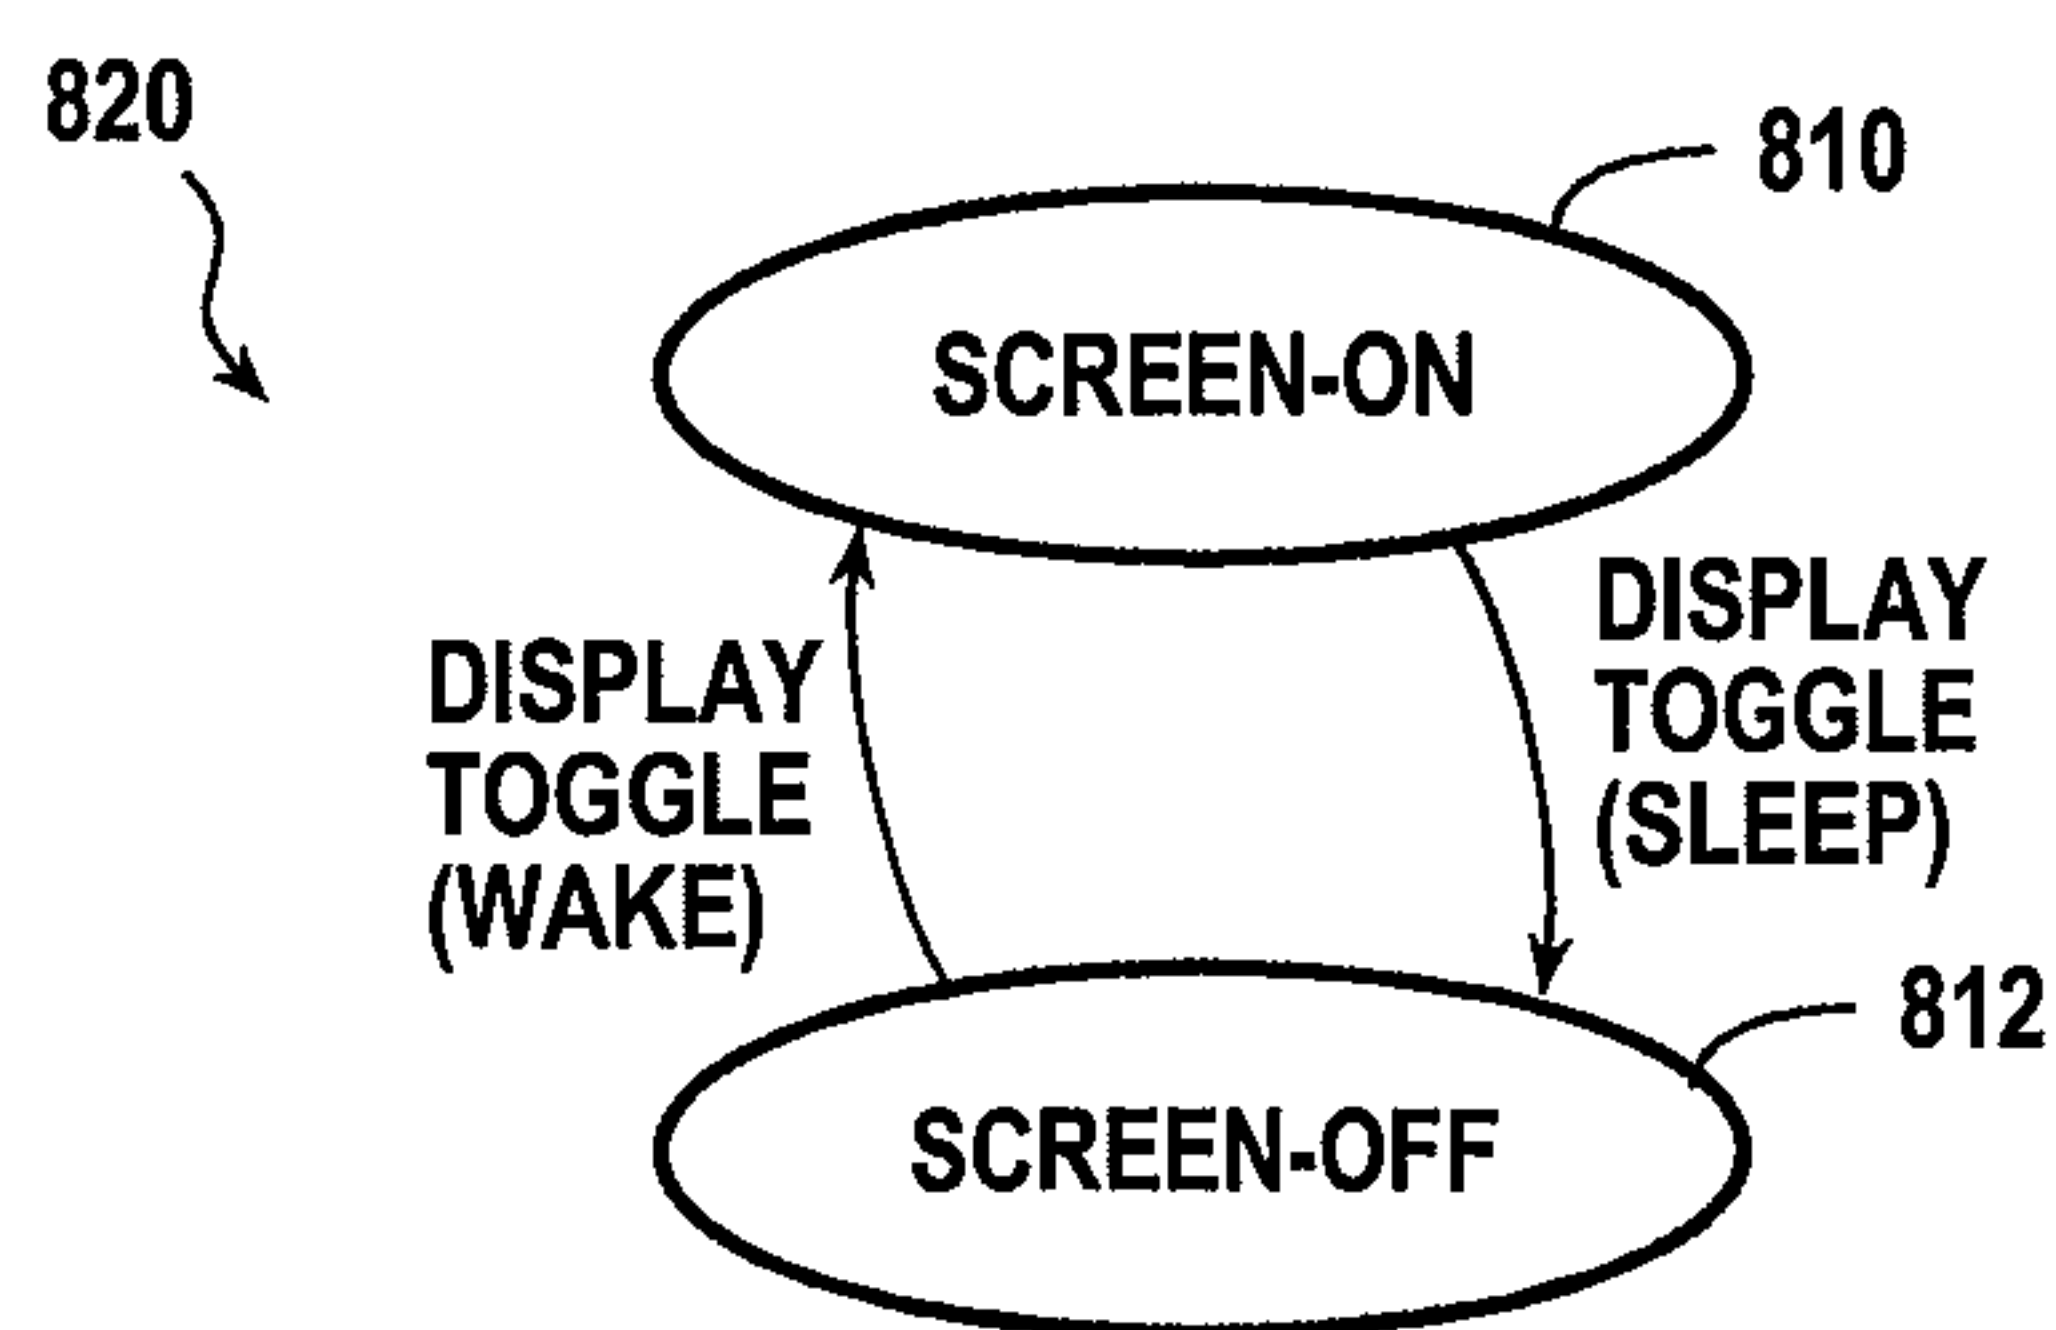 820
810
SCREEN-ON
DISPLAY
TOGGLE
(WAKE)
DISPLAY
TOGGLE
(SLEEP)
812
SCREEN-OFF